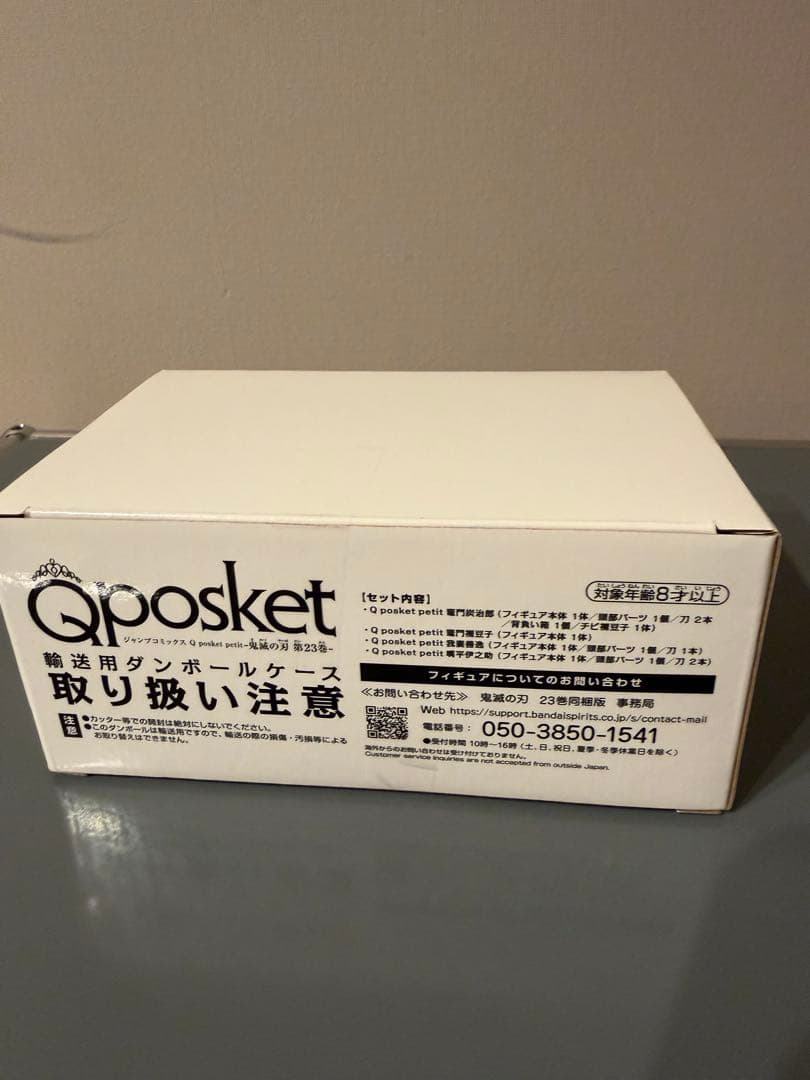 Qposket
ジャンプコミックス Q posket petit-鬼滅の刃 第23巻-
輸送用ダンボールケース
取り扱い注意
注意
●カッター等での開封は絶対にしないでください。
●このダンボールは輸送用ですので、輸送の際の損傷・汚損等による
お取り替えはできません。
対象年齢8才以上
【セット内容】
・Q posket petit 竈門炭治郎（フィギュア本体 1体／頭部パーツ 1個／刀 2本
／背負い箱 1個／チビ禰豆子 1体）
・Q posket petit 竈門禰豆子（フィギュア本体 1体）
・Q posket petit 我妻善逸（フィギュア本体 1体／頭部パーツ 1個／刀 1本）
・Q posket petit 嘴平伊之助（フィギュア本体 1体／頭部パーツ 1個／刀 2本）
フィギュアについてのお問い合わせ
≪お問い合わせ先≫ 鬼滅の刃 23巻同梱版 事務局
Web https://support.bandaispirits.co.jp/s/contact-mail
電話番号： 050-3850-1541
●受付時間 10時～16時（土、日、祝日、夏季・冬季休業日を除く）
海外からのお問い合わせは受け付けておりません。
Customer service inquiries are not accepted from outside Japan.